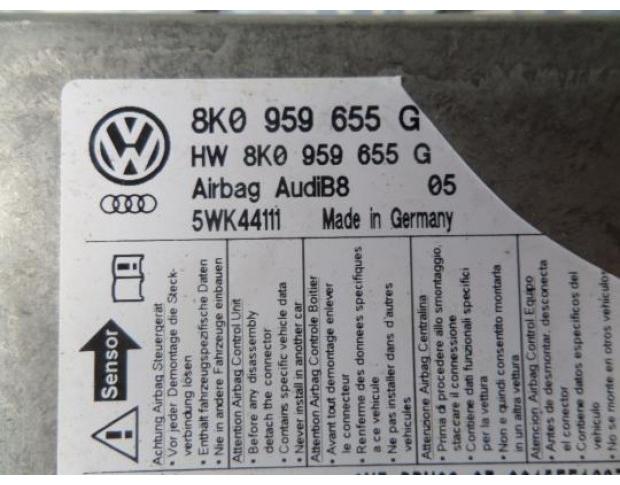 8K0 959 655 G
HW 8K0 959 655 G
Airbag AudiB8 05
5WK44111 Made in Germany
Sensor
Achtung Airbag Steuergerät
• Vor jeder Demontage die Steck-
verbindung lösen
• Enthält fahrzeugspezifische Daten
• Nie in andere Fahrzeuge einbauen
Attention Airbag Control Unit
• Before any disassembly
detach the connector
• Contains specific vehicle data
• Never install in another car
Attention Airbag Controle Boitier
• Avant tout demontage enlever
le connecteur
• Renferme des donnees specifiques
a ce vehicule
• Ne pas installer dans d'autres
vehicules
Attenzione Airbag Centralina
• Prima di procedere allo smontaggio,
staccare il connessione
• Contiene dati funzionali specifici
per la vettura
• Non e quindi consentito montarla
in un altra vettura
Atencion Airbag Control Equipo
• Antes de desmontar, desconecta
el conector
• Contiene datos especificos del
vehiculo
• No se monte en otros vehiculos